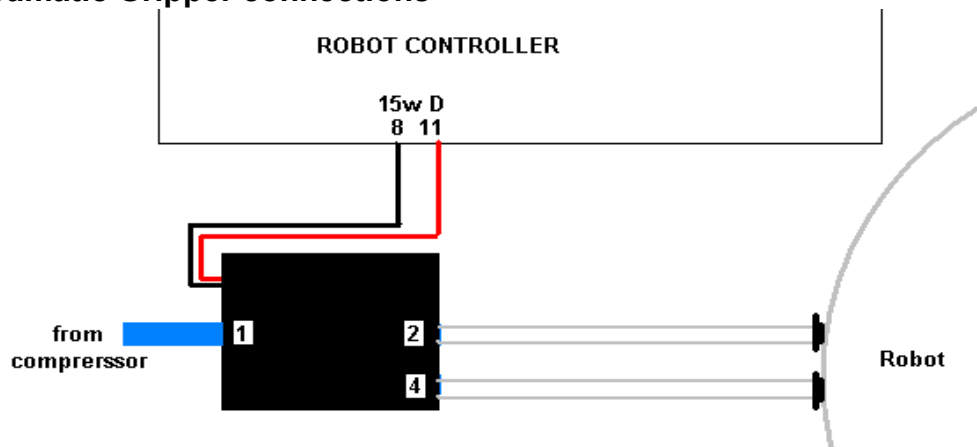 Gripper connections
ROBOT CONTROLLER
15w D
8 11
1
2
from
comprerssor
4
Robot